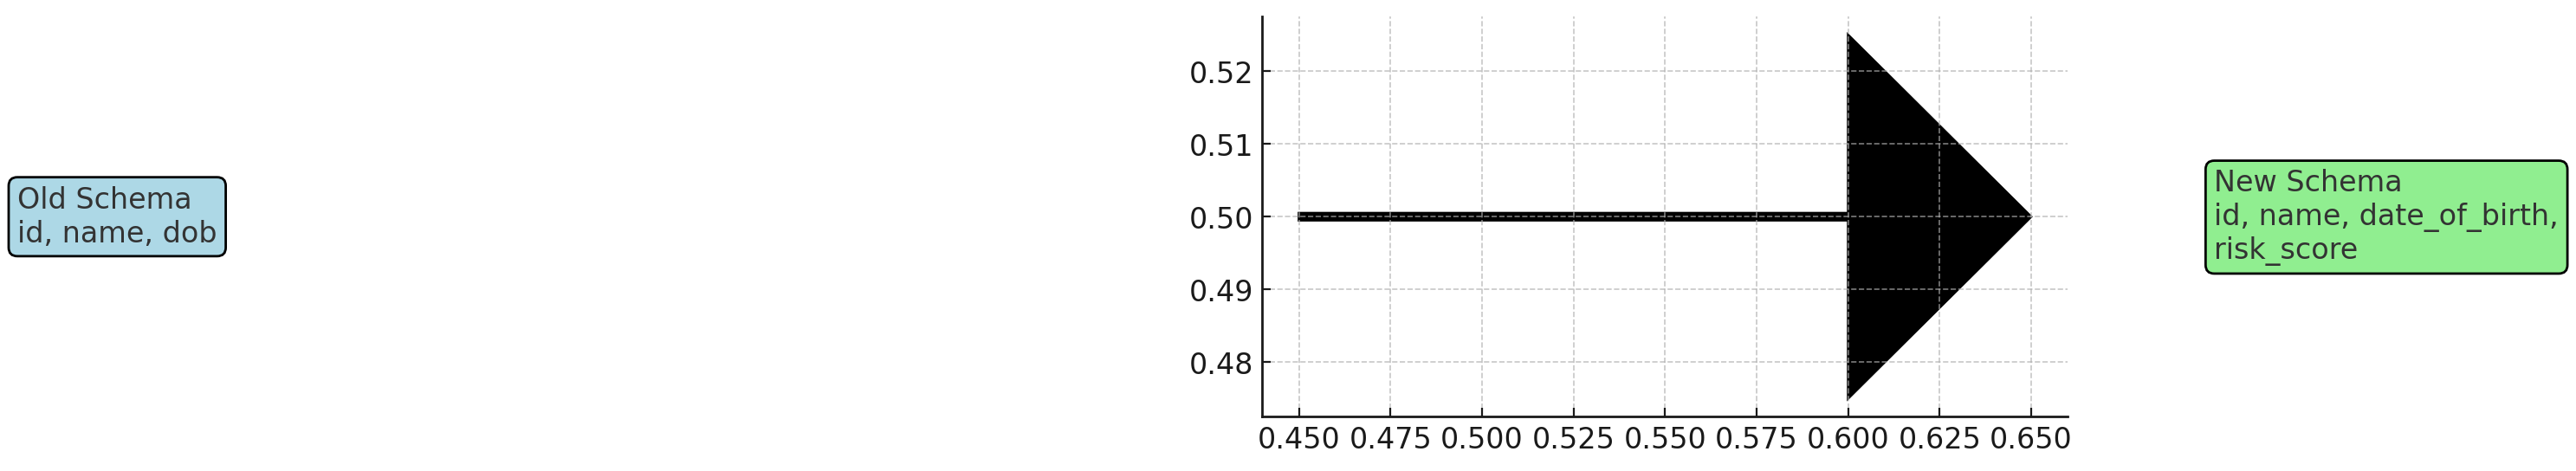 Old Schema
id, name, dob
0.52
0.51
0.50
0.49
0.48
0.450 0.475 0.500 0.525 0.550 0.575 0.600 0.625 0.650
New Schema
id, name, date_of_birth,
risk_score